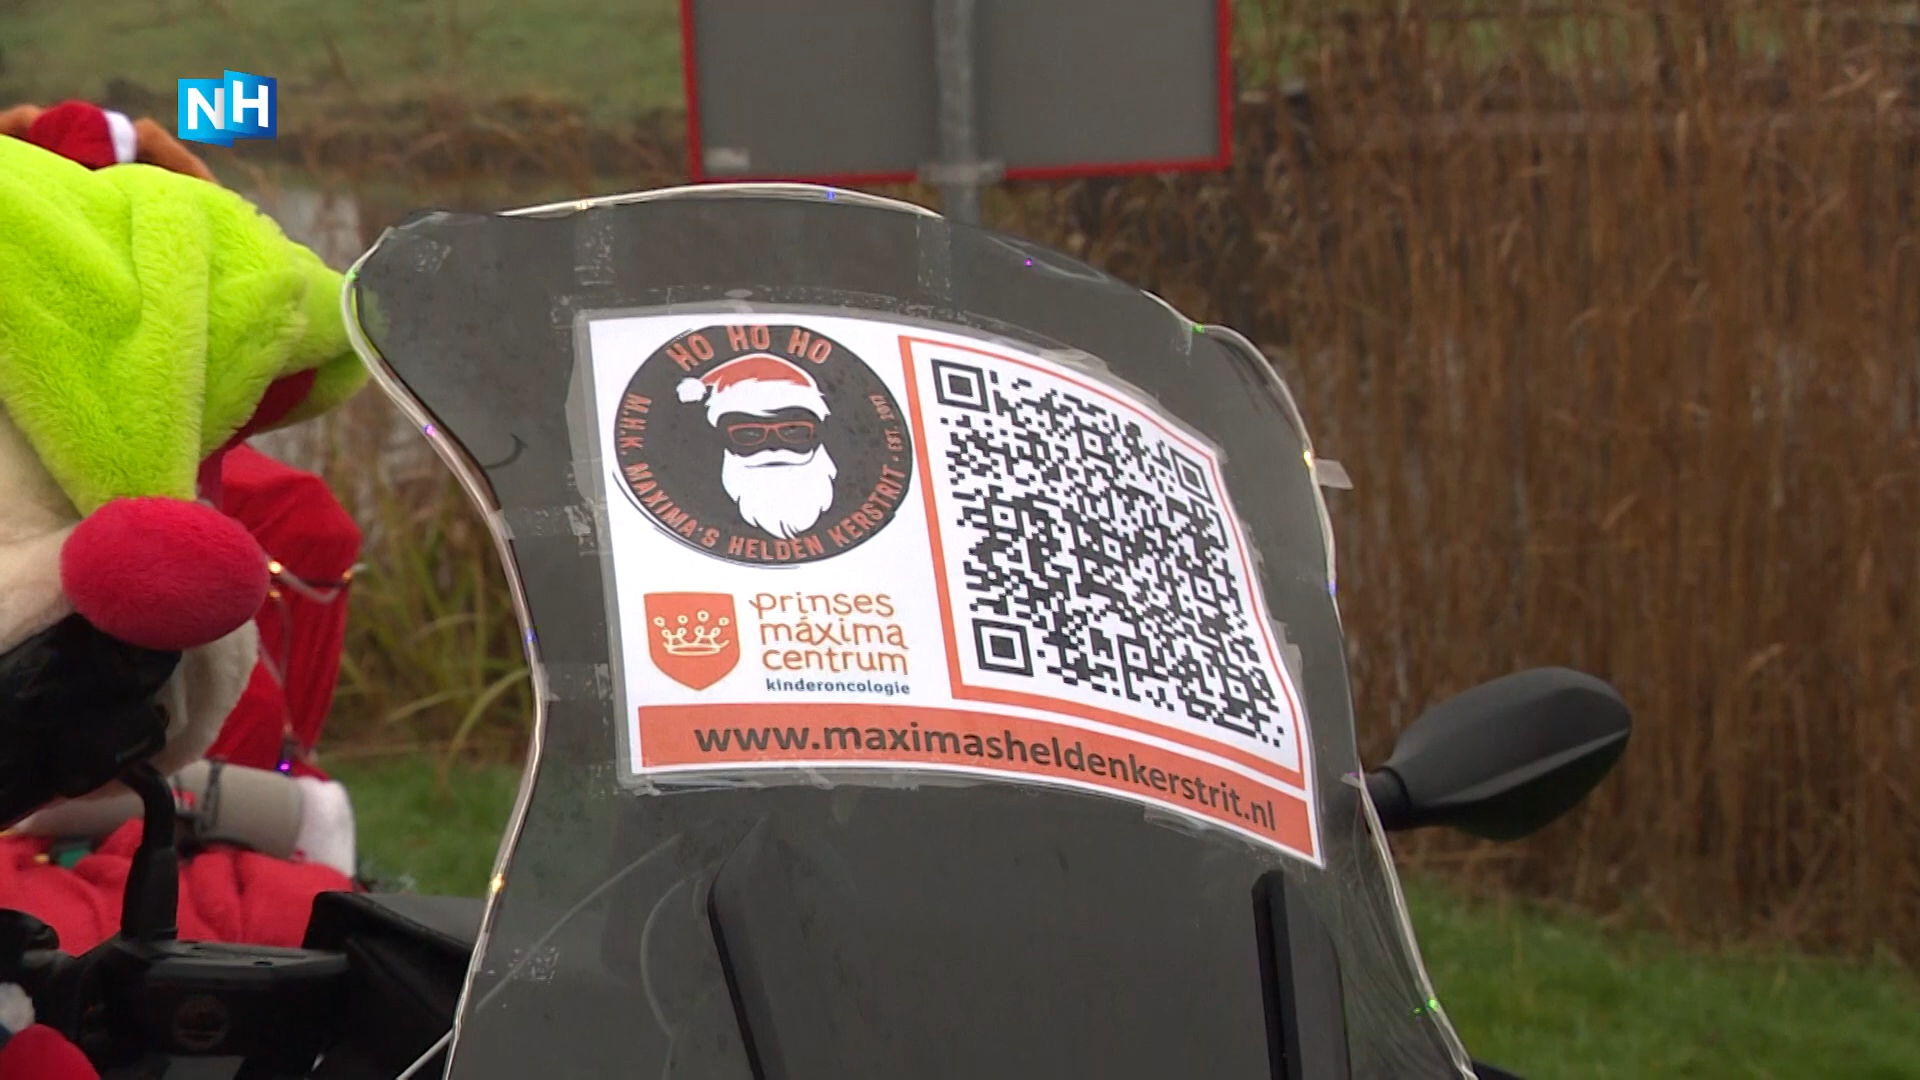 NH
HO HO HO
M.H.K. MAXIMA'S HELDEN KERSTRIT • EST. 2017
prinses
máxima
centrum
kinderoncologie
www.maximasheldenkerstrit.nl